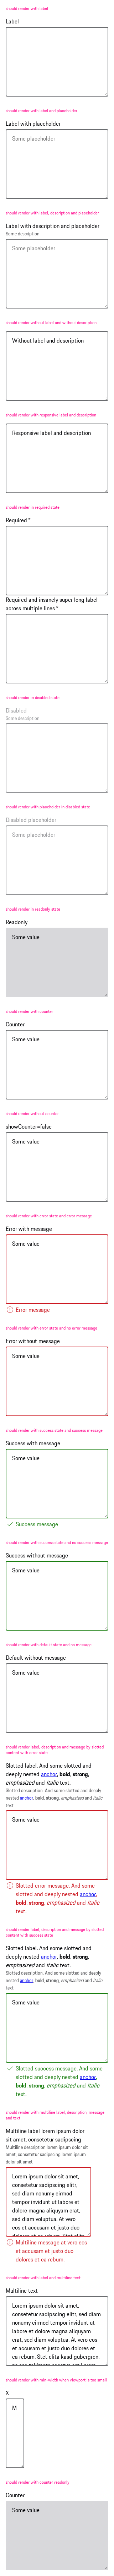 should render with label
Label
should render with label and placeholder
Label with placeholder
Some placeholder
should render with label, description and placeholder
Label with description and placeholder
Some description
Some placeholder
should render without label and without description
Without label and description
should render with responsive label and description
Responsive label and description
should render in required state
Required *
Required and insanely super long label
across multiple lines *
should render in disabled state
Disabled
Some description
should render with placeholder in disabled state
Disabled placeholder
Some placeholder
should render in readonly state
Readonly
Some value
should render with counter
Counter
Some value
should render without counter
showCounter=false
Some value
should render with error state and error message
Error with message
Some value
Error message
should render with error state and no error message
Error without message
Some value
should render with success state and success message
Success with message
Some value
Success message
should render with success state and no success message
Success without message
Some value
should render with default state and no message
Default without message
Some value
should render label, description and message by slotted
content with error state
Slotted label. And some slotted and
deeply nested anchor, bold, strong,
emphasized and italic text.
Slotted description. And some slotted and deeply
nested anchor, bold, strong, emphasized and italic
text.
Some value
Slotted error message. And some
slotted and deeply nested anchor,
bold, strong, emphasized and italic
text.
should render label, description and message by slotted
content with success state
Slotted label. And some slotted and
deeply nested anchor, bold, strong,
emphasized and italic text.
Slotted description. And some slotted and deeply
nested anchor, bold, strong, emphasized and italic
text.
Some value
Slotted success message. And some
slotted and deeply nested anchor,
bold, strong, emphasized and italic
text.
should render with multiline label, description, message
and text
Multiline label lorem ipsum dolor
sit amet, consetetur sadipscing
Multiline description lorem ipsum dolor sit
amet, consetetur sadipscing lorem ipsum
dolor sit amet
Lorem ipsum dolor sit amet,
consetetur sadipscing elitr,
sed diam nonumy eirmod
tempor invidunt ut labore et
dolore magna aliquyam erat,
sed diam voluptua. At vero
eos et accusam et justo duo
Multiline message at vero eos
et accusam et justo duo
dolores et ea rebum.
should render with label and multiline text
Multiline text
Lorem ipsum dolor sit amet,
consetetur sadipscing elitr, sed diam
nonumy eirmod tempor invidunt ut
labore et dolore magna aliquyam
erat, sed diam voluptua. At vero eos
et accusam et justo duo dolores et
ea rebum. Stet clita kasd gubergren,
should render with min-width when viewport is too small
X
M
should render with counter readonly
Counter
Some value